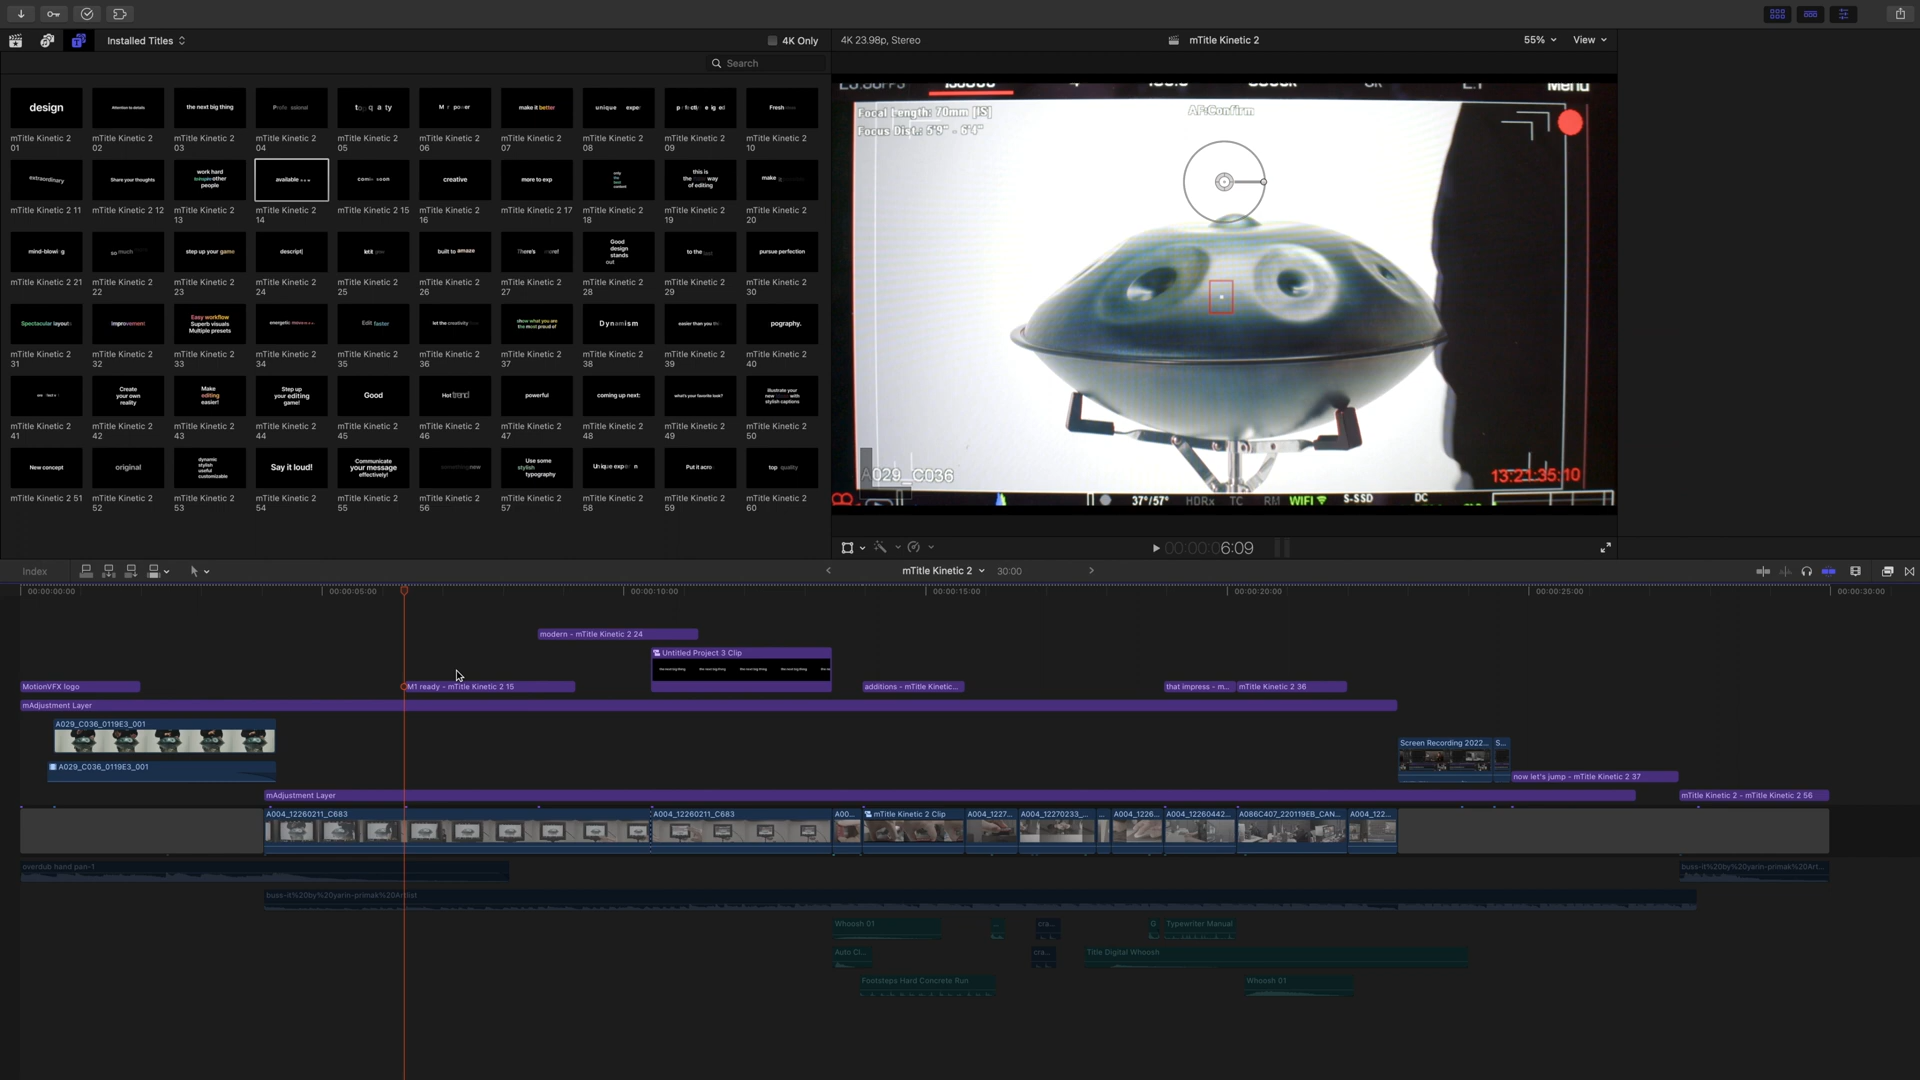 Installed Titles
4K Only
4K 23.98p, Stereo
mTitle Kinetic 2
55%
View
Search
design
Attention to details
the next big thing
make it better
Fresh
mTitle Kinetic 2 01
mTitle Kinetic 2 02
mTitle Kinetic 2 03
mTitle Kinetic 2 04
mTitle Kinetic 2 05
mTitle Kinetic 2 06
mTitle Kinetic 2 07
mTitle Kinetic 2 08
mTitle Kinetic 2 09
mTitle Kinetic 2 10
extraordinary
Share your thoughts
work hard
other
people
available
creative
more to exp
only
the
best
content
this is
the way
of editing
make
mTitle Kinetic 2 11
mTitle Kinetic 2 12
mTitle Kinetic 2 13
mTitle Kinetic 2 14
mTitle Kinetic 2 15
mTitle Kinetic 2 16
mTitle Kinetic 2 17
mTitle Kinetic 2 18
mTitle Kinetic 2 19
mTitle Kinetic 2 20
so much
step up your game
descript
built to amaze
There's
Good
design
stands
out
to the
pursue perfection
mTitle Kinetic 2 21
mTitle Kinetic 2 22
mTitle Kinetic 2 23
mTitle Kinetic 2 24
mTitle Kinetic 2 25
mTitle Kinetic 2 26
mTitle Kinetic 2 27
mTitle Kinetic 2 28
mTitle Kinetic 2 29
mTitle Kinetic 2 30
Spectacular layout
improvement
Easy workflow
Superb visuals
Multiple presets
energetic
Edit faster
let the creativity
show what you are
the most proud of
Dynamism
easier than you
pography.
mTitle Kinetic 2 31
mTitle Kinetic 2 32
mTitle Kinetic 2 33
mTitle Kinetic 2 34
mTitle Kinetic 2 35
mTitle Kinetic 2 36
mTitle Kinetic 2 37
mTitle Kinetic 2 38
mTitle Kinetic 2 39
mTitle Kinetic 2 40
Create
your own
reality
Make
editing
easier!
Step up
your editing
game!
Good
Hot trend
powerful
coming up next:
what's your favorite look?
Illustrate your
new with
stylish captions
mTitle Kinetic 2 41
mTitle Kinetic 2 42
mTitle Kinetic 2 43
mTitle Kinetic 2 44
mTitle Kinetic 2 45
mTitle Kinetic 2 46
mTitle Kinetic 2 47
mTitle Kinetic 2 48
mTitle Kinetic 2 49
mTitle Kinetic 2 50
New concept
original
dynamic
stylish
useful
customizable
Say it loud!
Communicate
your message
effectively!
something new
Use some
stylish
typography
Put it acro
top quality
mTitle Kinetic 2 51
mTitle Kinetic 2 52
mTitle Kinetic 2 53
mTitle Kinetic 2 54
mTitle Kinetic 2 55
mTitle Kinetic 2 56
mTitle Kinetic 2 57
mTitle Kinetic 2 58
mTitle Kinetic 2 59
mTitle Kinetic 2 60
Menu
Focal Length: 70mm [IS]
Focus Dist.: 5'9" - 6'4"
AF:Confirm
A029_C036
13:21:35:10
37°/57° HDRx TC RM WIFI S-SSD DC
00:00:06:09
Index
mTitle Kinetic 2
30:00
00:00:00:00
00:00:05:00
00:00:10:00
00:00:15:00
00:00:20:00
00:00:25:00
00:00:30:00
modern - mTitle Kinetic 2 24
Untitled Project 3 Clip
MotionVFX logo
M1 ready - mTitle Kinetic 2 15
additions - mTitle Kinetic...
that impress - m...
mTitle Kinetic 2 36
mAdjustment Layer
A029_C036_0119E3_001
Screen Recording 2022...
S...
A029_C036_0119E3_001
now let's jump - mTitle Kinetic 2 37
mAdjustment Layer
mTitle Kinetic 2 - mTitle Kinetic 2 56
A004_12260211_C683
A004_12260211_C683
A00...
mTitle Kinetic 2 Clip
A004_1227...
A004_12270233_...
...
A004_1226...
A004_12260442...
A086C407_220119EB_CAN...
A004_122...
overdub hand pan-1
buss-it%20by%20yarin-primak%20Art...
buss-it%20by%20yarin-primak%20Artlist
Whoosh 01
...
cra...
G
Typewriter Manual
Auto Cl...
cra...
Title Digital Whoosh
Footsteps Hard Concrete Run
Whoosh 01